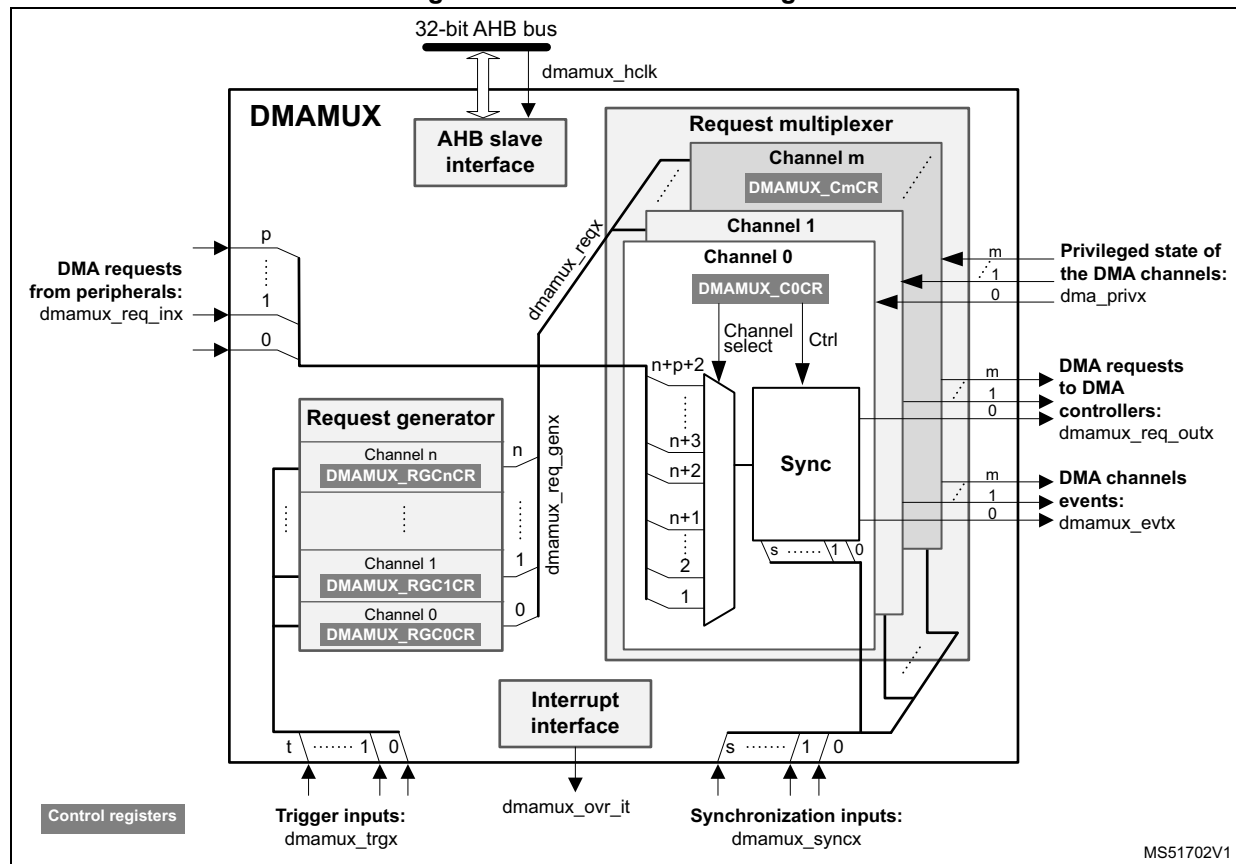 32-bit AHB bus
dmamux_hclk
DMAMUX
AHB slave
interface
Request multiplexer
Channel m
DMAMUX_CmCR
Channel 1
Channel 0
DMAMUX_C0CR
Channel
select
Ctrl
n+p+2
n+3
n+2
n+1
2
1
Sync
s ...... 1 0
p
1
0
DMA requests
from peripherals:
dmamux_req_inx
dmamux_reqx
Request generator
Channel n
DMAMUX_RGCnCR
Channel 1
DMAMUX_RGC1CR
Channel 0
DMAMUX_RGC0CR
n
1
0
dmamux_req_genx
m
1
0
Privileged state of
the DMA channels:
dma_privx
m
1
0
DMA requests
to DMA
controllers:
dmamux_req_outx
m
1
0
DMA channels
events:
dmamux_evtx
Interrupt
interface
t ....... 1 0
s ....... 1 0
Control registers
Trigger inputs:
dmamux_trgx
dmamux_ovr_it
Synchronization inputs:
dmamux_syncx
MS51702V1